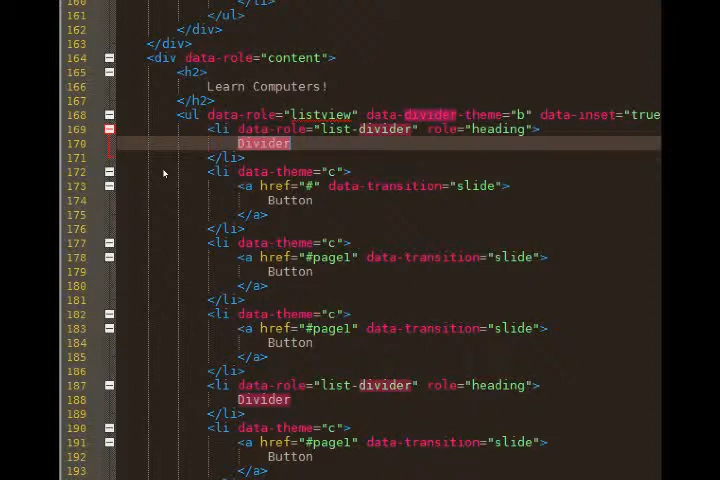 160 </li>
161 </ul>
162 </div>
163 </div>
164 <div data-role="content">
165 <h2>
166 Learn Computers!
167 </h2>
168 <ul data-role="listview" data-divider-theme="b" data-inset="true
169 <li data-role="list-divider" role="heading">
170 Divider
171 </li>
172 <li data-theme="c">
173 <a href="#" data-transition="slide">
174 Button
175 </a>
176 </li>
177 <li data-theme="c">
178 <a href="#page1" data-transition="slide">
179 Button
180 </a>
181 </li>
182 <li data-theme="c">
183 <a href="#page1" data-transition="slide">
184 Button
185 </a>
186 </li>
187 <li data-role="list-divider" role="heading">
188 Divider
189 </li>
190 <li data-theme="c">
191 <a href="#page1" data-transition="slide">
192 Button
193 </a>